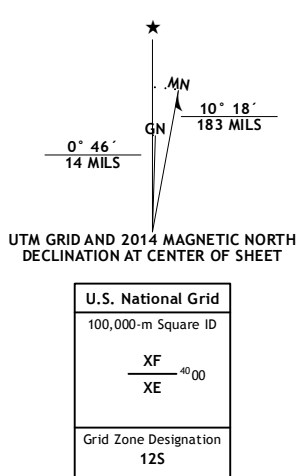 ★
MN
GN
10° 18´
183 MILS
0° 46´
14 MILS
UTM GRID AND 2014 MAGNETIC NORTH
DECLINATION AT CENTER OF SHEET
U.S. National Grid
100,000-m Square ID
XF
4000
XE
Grid Zone Designation
12S